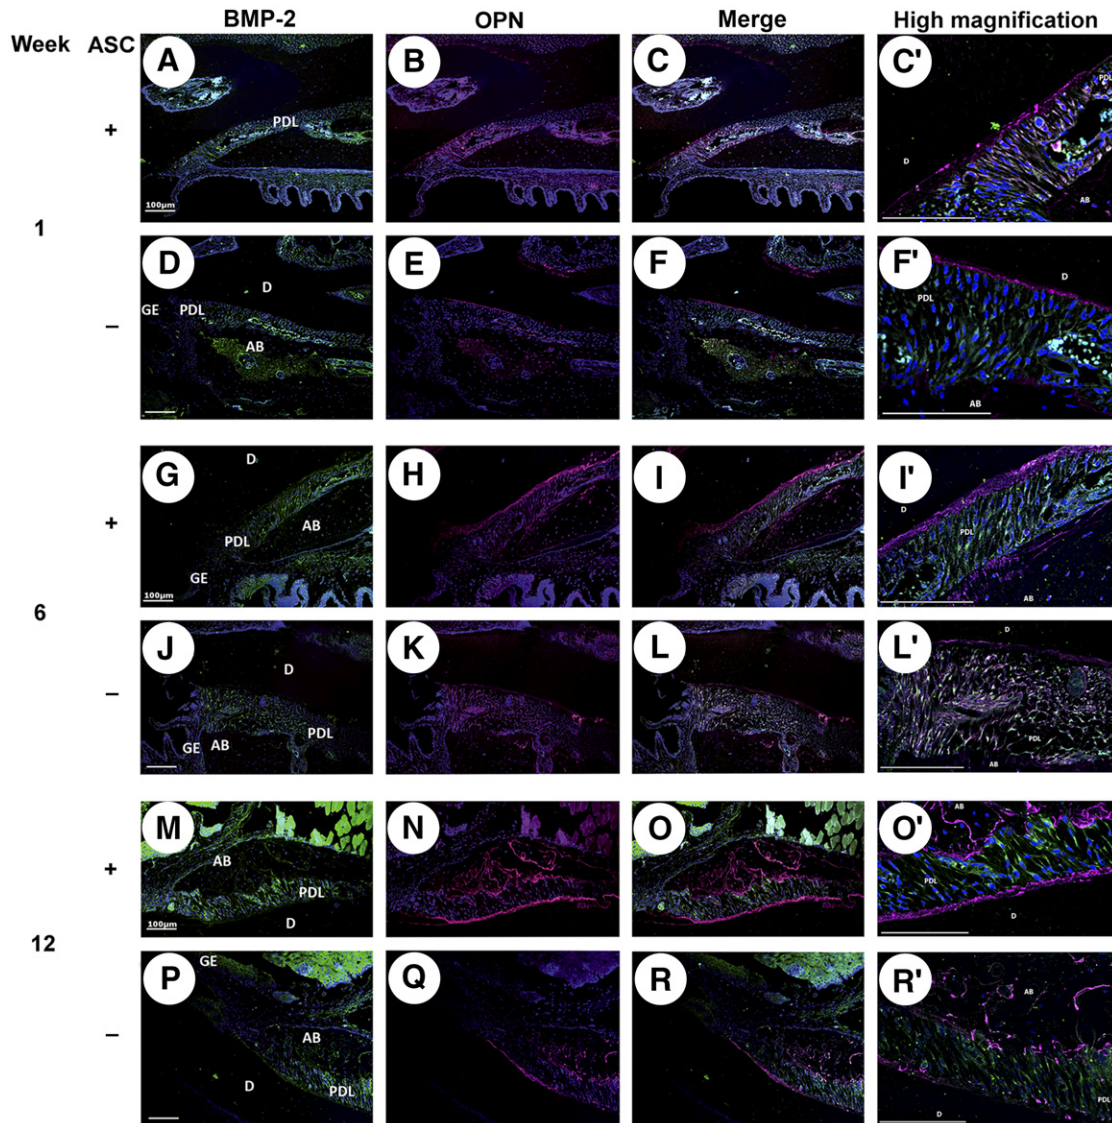 BMP-2 OPN Merge High magnification
Week ASC
A B C C'
PDL PDL
+
D
AB
100µm
1
D E F F'
D D
GE PDL PDL
–
AB
AB
G H I I'
D
D
+
AB PDL
PDL
GE
AB
100µm
6
J K L L'
D D
–
PDL
PDL
GE AB AB
M N O O'
AB
AB
+
PDL PDL
D D
100µm
12
P Q R R'
GE
AB
AB
–
D PDL PDL
D